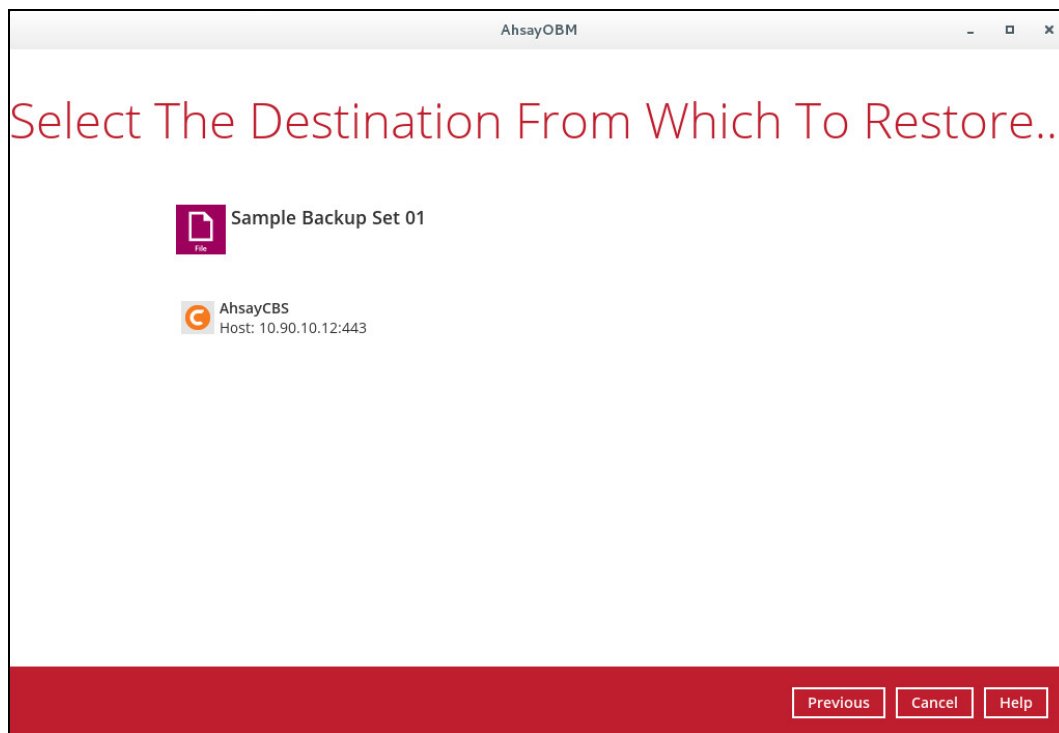 AhsayOBM
Select The Destination From Which To Restore..
Sample Backup Set 01
File
AhsayCBS
Host: 10.90.10.12:443
Previous Cancel Help